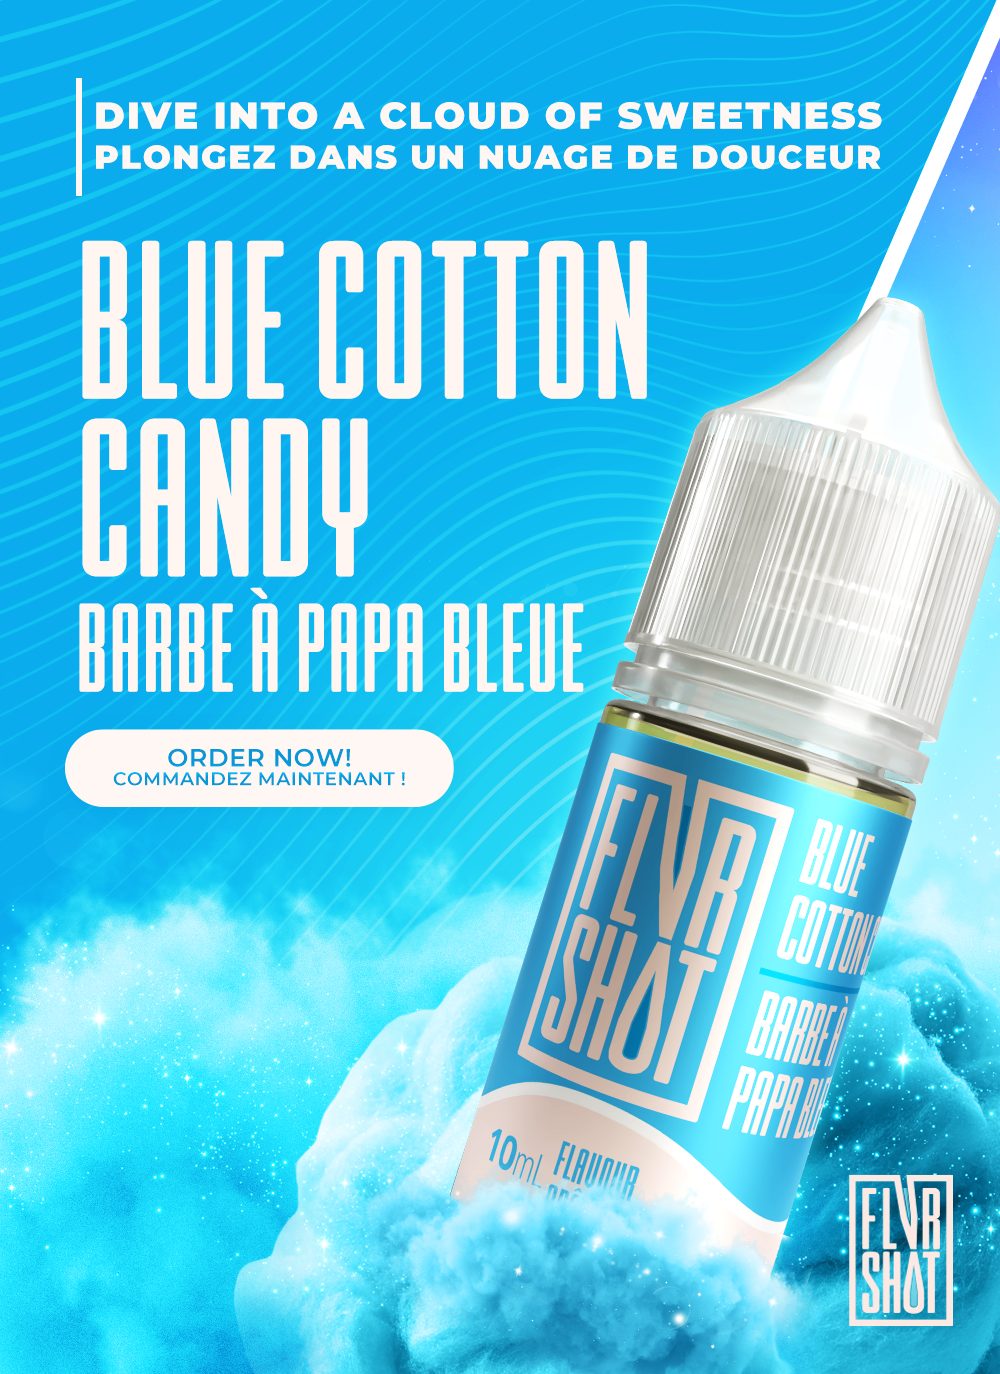 DIVE INTO A CLOUD OF SWEETNESS
PLONGEZ DANS UN NUAGE DE DOUCEUR
BLUE COTTON
CANDY
BARBE À PAPA BLEUE
ORDER NOW!
COMMANDEZ MAINTENANT !
FLVR
SHOT
BLUE
COTTON
BARBE À
PAPA
10mL FLAVOUR
FLVR
SHOT